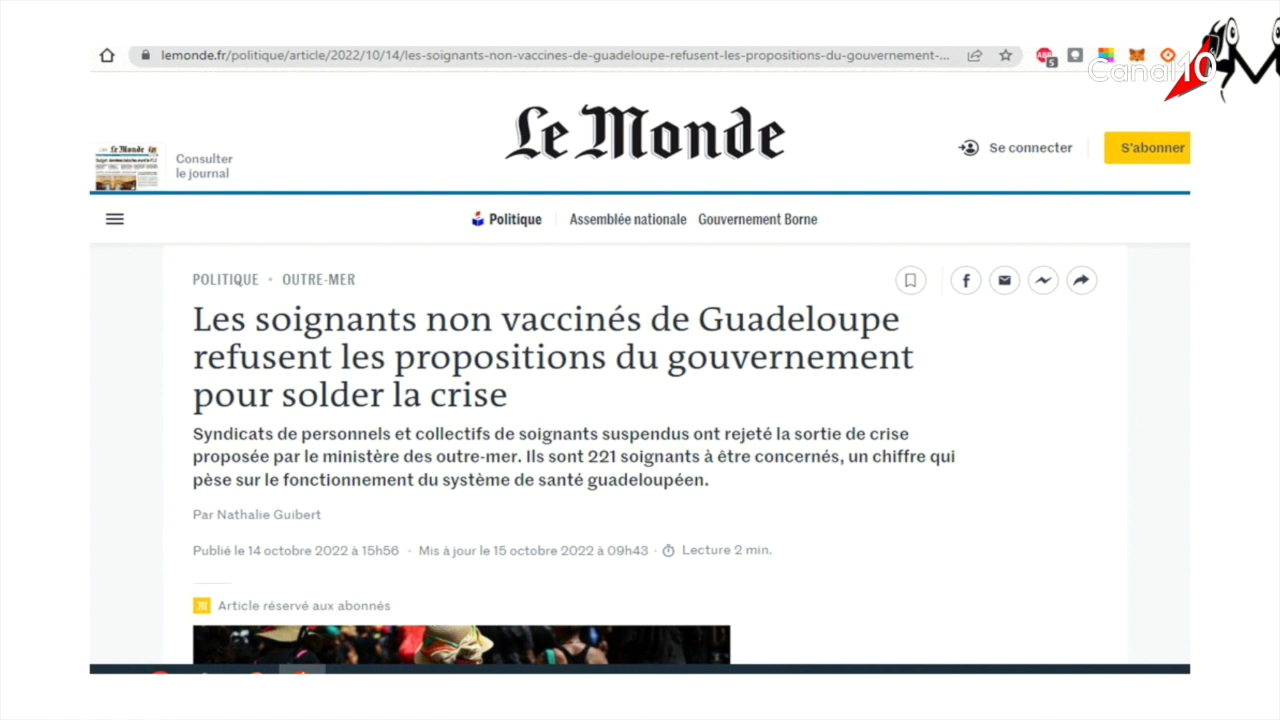 lemonde.fr/politique/article/2022/10/14/les-soignants-non-vaccines-de-guadeloupe-refusent-les-propositions-du-gouvernement-...
Canal10
Le Monde
Consulter
le journal
Se connecter
S'abonner
Politique
Assemblée nationale
Gouvernement Borne
POLITIQUE • OUTRE-MER
Les soignants non vaccinés de Guadeloupe
refusent les propositions du gouvernement
pour solder la crise
Syndicats de personnels et collectifs de soignants suspendus ont rejeté la sortie de crise
proposée par le ministère des outre-mer. Ils sont 221 soignants à être concernés, un chiffre qui
pèse sur le fonctionnement du système de santé guadeloupéen.
Par Nathalie Guibert
Publié le 14 octobre 2022 à 15h56 • Mis à jour le 15 octobre 2022 à 09h43 • Lecture 2 min.
Article réservé aux abonnés